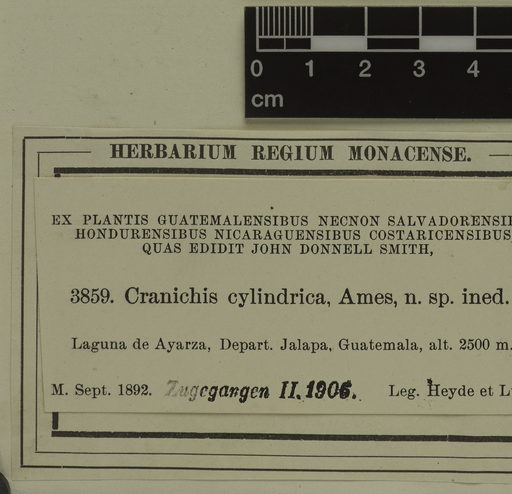 0 1 2 3 4
cm
HERBARIUM REGIUM MONACENSE.
EX PLANTIS GUATEMALENSIBUS NECNON
HONDURENSIBUS NICARAGUENSIBUS COSTARICENSIBUS
QUAS EDIDIT JOHN DONNELL SMITH,
3859. Cranichis cylindrica, Ames, n. sp. ined.
Laguna de Ayarza, Depart. Jalapa, Guatemala, alt. 2500 m.
M. Sept. 1892. Zugegangen II. 1906. Leg. Heyde et